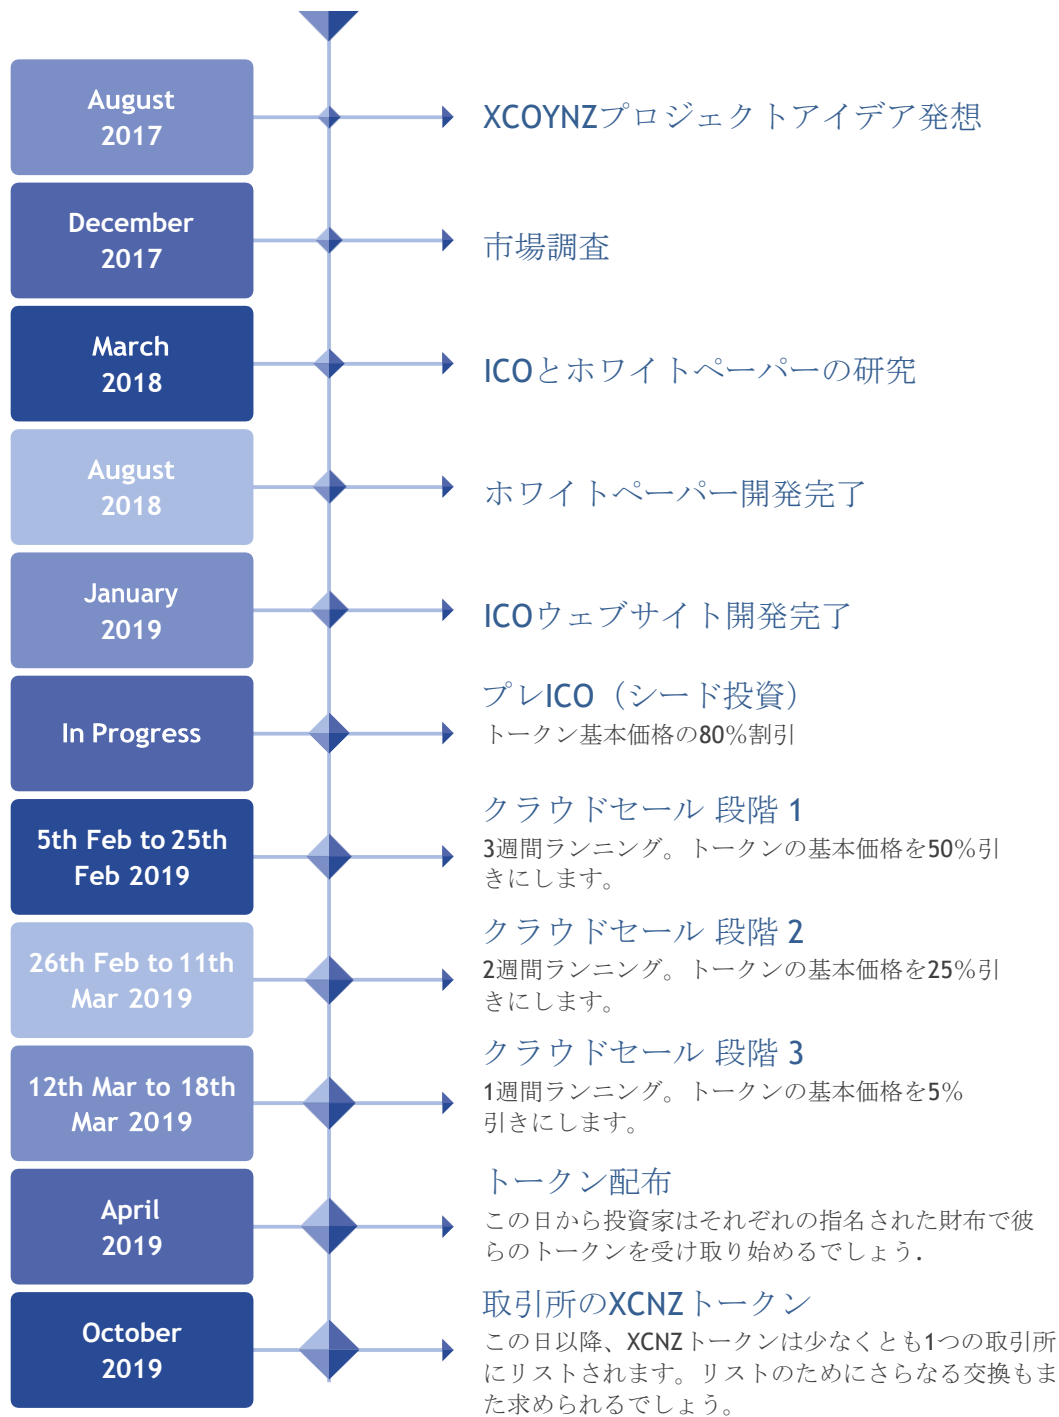 August
2017
XCOYNZプロジェクトアイデア発想
December
2017
市場調査
March
2018
ICOとホワイトペーパーの研究
August
2018
ホワイトペーパー開発完了
January
2019
ICOウェブサイト開発完了
In Progress
プレICO（シード投資）
トークン基本価格の80%割引
5th Feb to 25th
Feb 2019
クラウドセール 段階 1
3週間ランニング。トークンの基本価格を50%引
きにします。
26th Feb to 11th
Mar 2019
クラウドセール 段階 2
2週間ランニング。トークンの基本価格を25%引
きにします。
12th Mar to 18th
Mar 2019
クラウドセール 段階 3
1週間ランニング。トークンの基本価格を5%
引きにします。
April
2019
トークン配布
この日から投資家はそれぞれの指名された財布で彼
らのトークンを受け取り始めるでしょう.
October
2019
取引所のXCNZトークン
この日以降、XCNZトークンは少なくとも1つの取引所
にリストされます。リストのためにさらなる交換もま
た求められるでしょう。